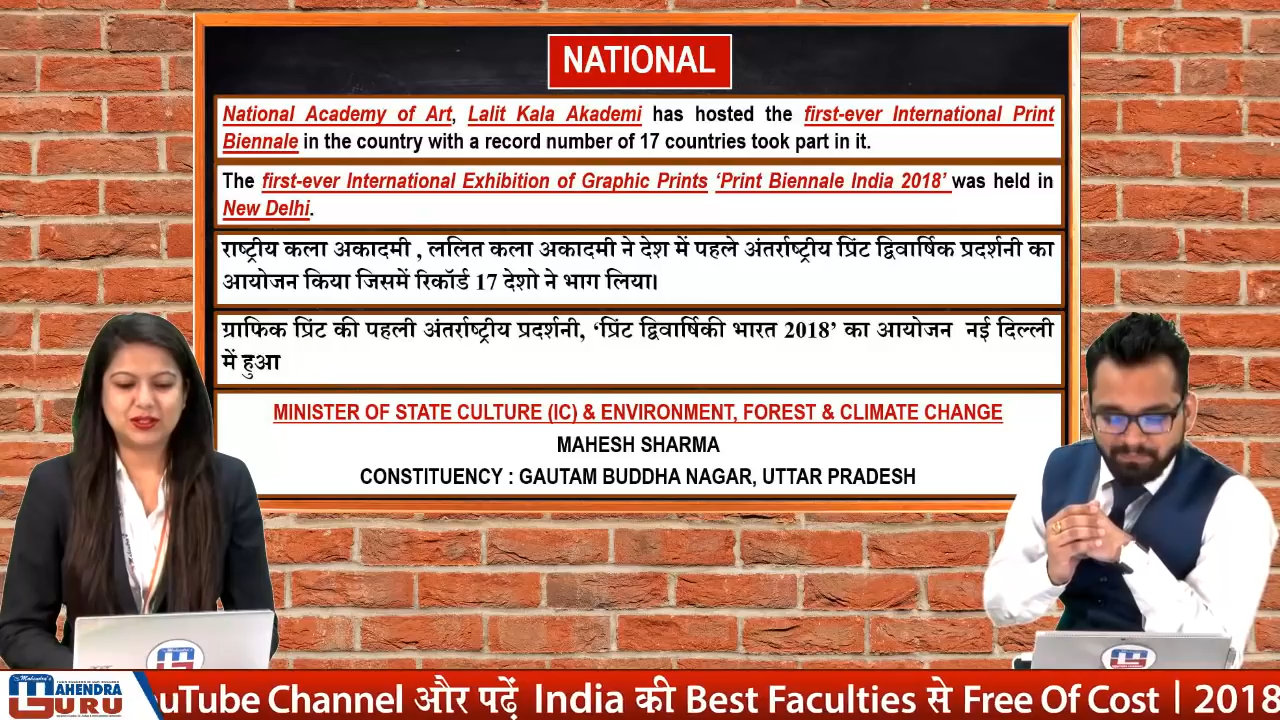 NATIONAL
National Academy of Art, Lalit Kala Akademi has hosted the first-ever International Print
Biennale in the country with a record number of 17 countries took part in it.
The first-ever International Exhibition of Graphic Prints ‘Print Biennale India 2018’ was held in
New Delhi.
राष्ट्रीय कला अकादमी , ललित कला अकादमी ने देश में पहले अंतर्राष्ट्रीय प्रिंट द्विवार्षिक प्रदर्शनी का
आयोजन किया जिसमें रिकॉर्ड 17 देशो ने भाग लिया।
ग्राफिक प्रिंट की पहली अंतर्राष्ट्रीय प्रदर्शनी, ‘प्रिंट द्विवार्षिकी भारत 2018’ का आयोजन नई दिल्ली
में हुआ
MINISTER OF STATE CULTURE (IC) & ENVIRONMENT, FOREST & CLIMATE CHANGE
MAHESH SHARMA
CONSTITUENCY : GAUTAM BUDDHA NAGAR, UTTAR PRADESH
Mahendra's
MAHENDRA
GURU
ouTube Channel और पढ़ें India की Best Faculties से Free Of Cost | 2018